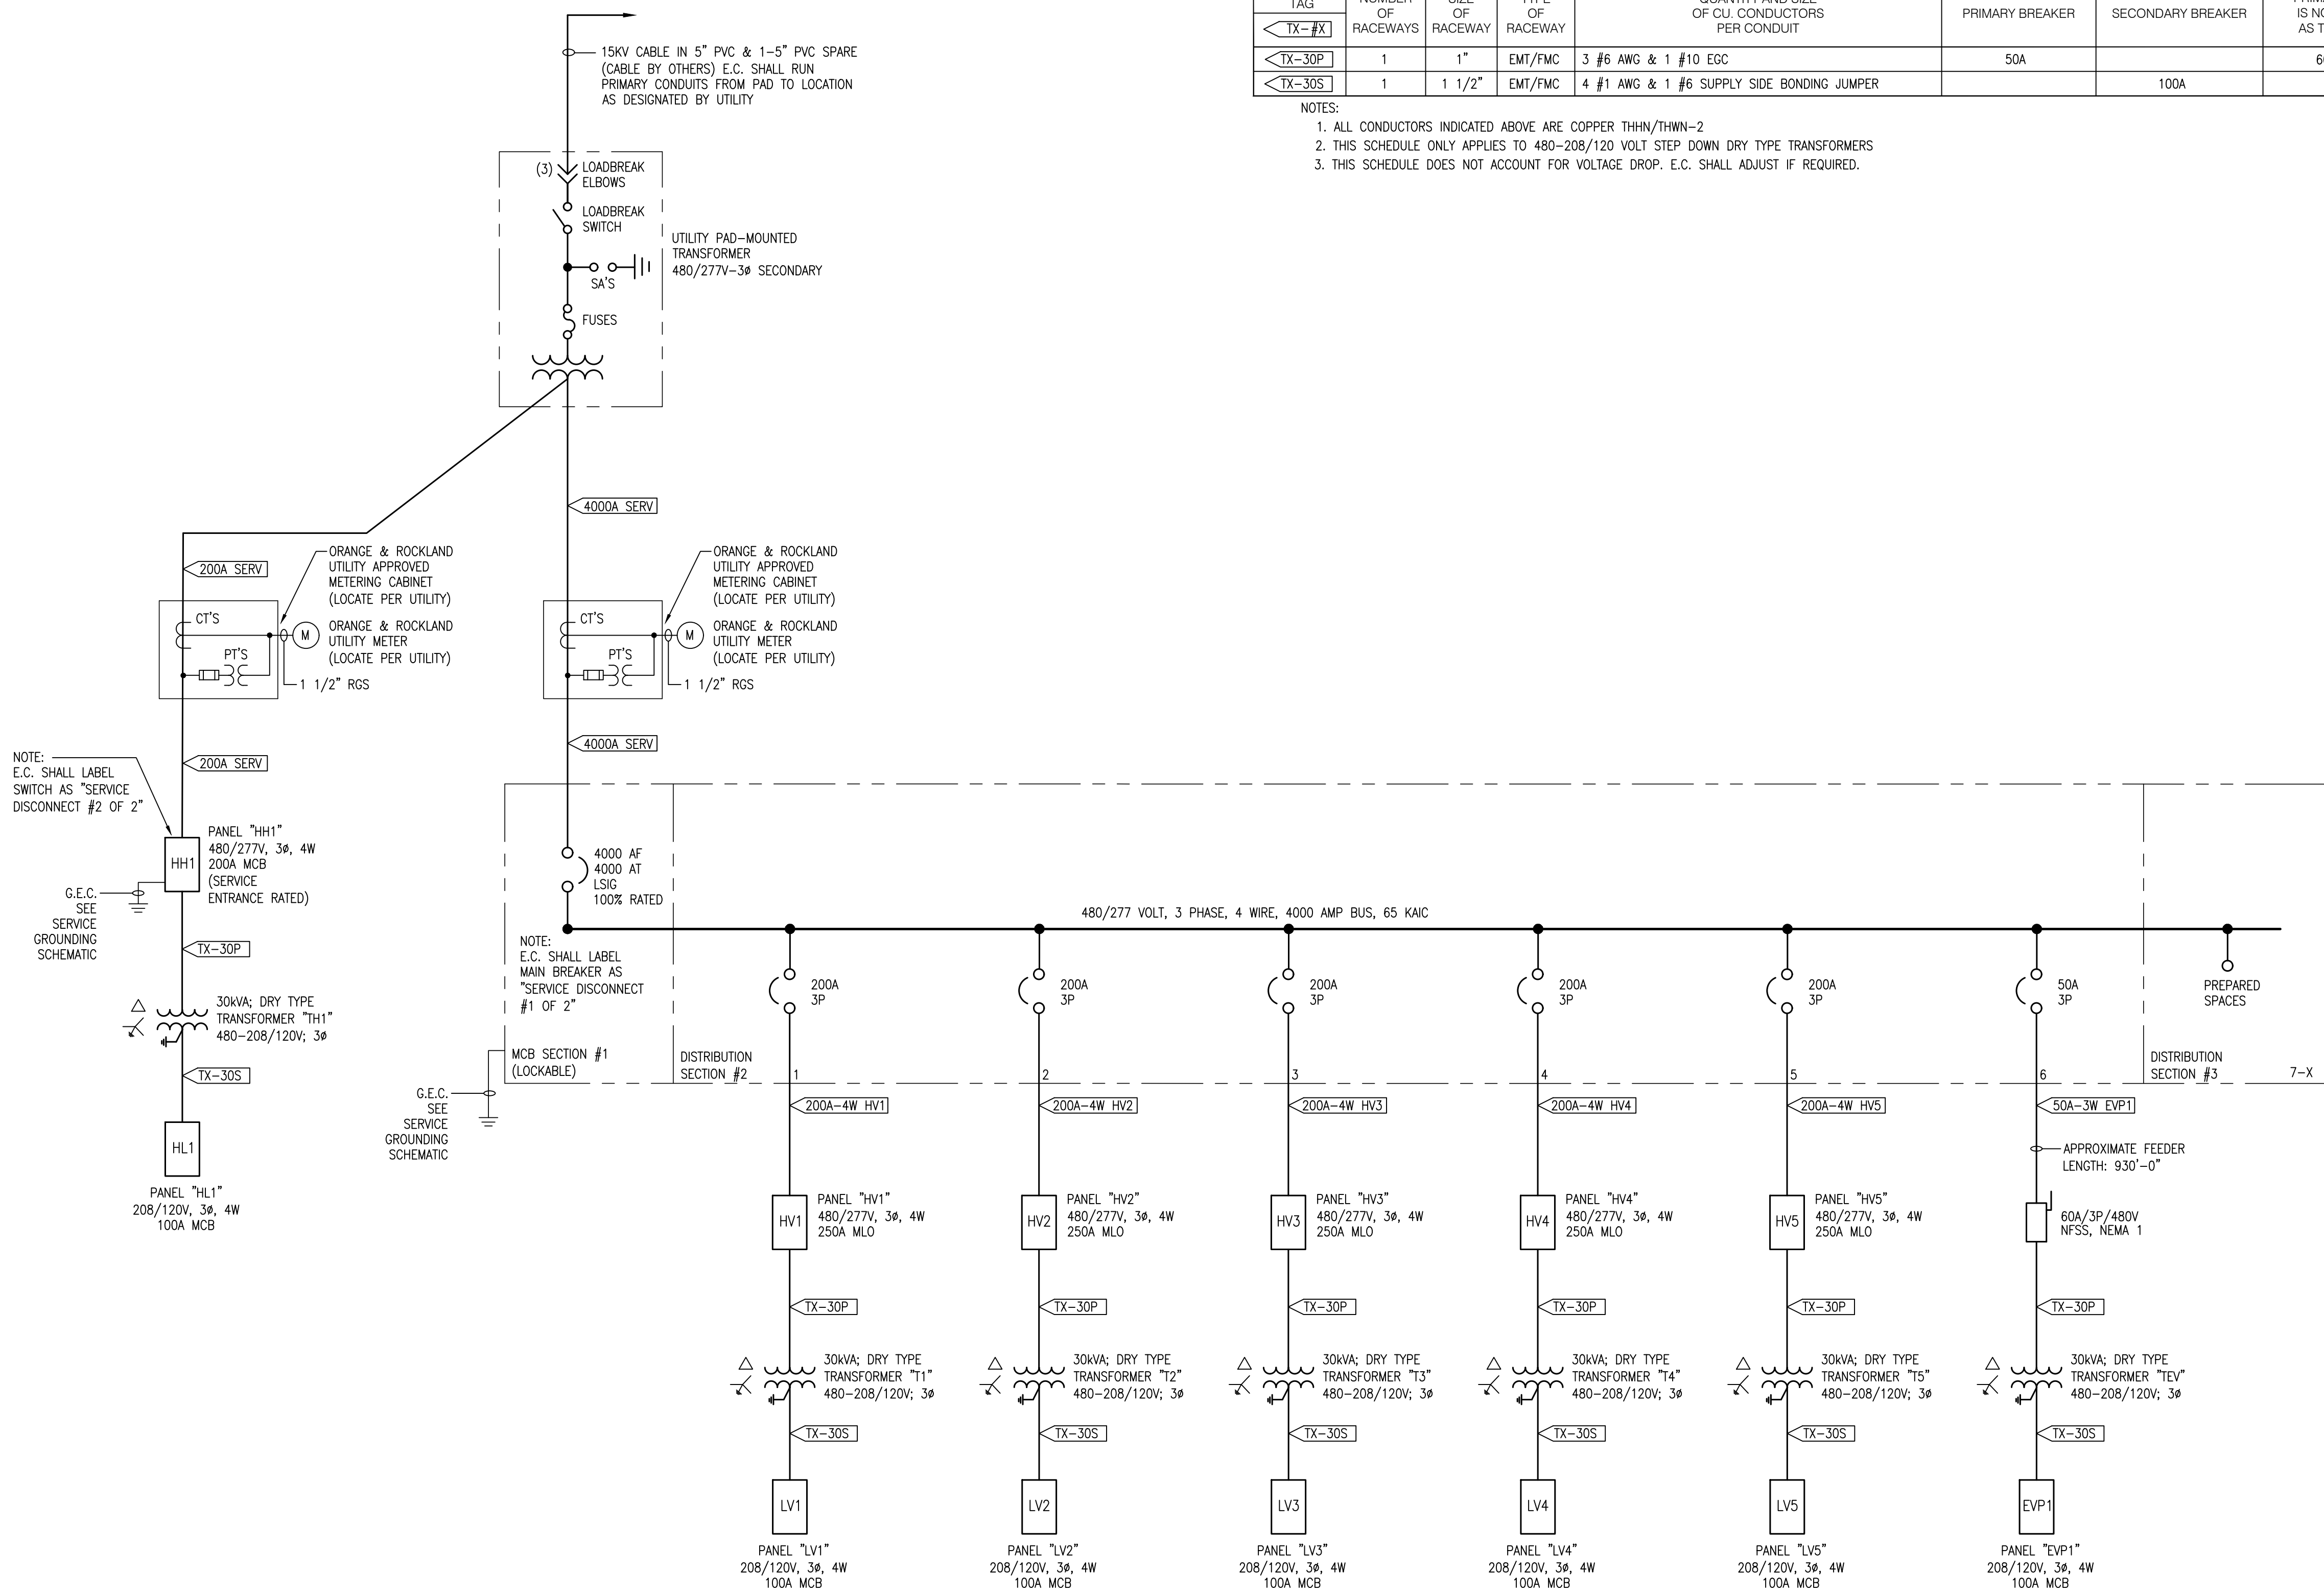 15KV CABLE IN 5" PVC & 1-5" PVC SPARE
(CABLE BY OTHERS) E.C. SHALL RUN
PRIMARY CONDUITS FROM PAD TO LOCATION
AS DESIGNATED BY UTILITY
TAG
TX-#X
NUMBER
OF
RACEWAYS
SIZE
OF
RACEWAY
TYPE
OF
RACEWAY
QUANTITY AND SIZE
OF CU. CONDUCTORS
PER CONDUIT
PRIMARY BREAKER
SECONDARY BREAKER
IS
AS
TX-30P 1 1" EMT/FMC 3 #6 AWG & 1 #10 EGC 50A
TX-30S 1 1 1/2" EMT/FMC 4 #1 AWG & 1 #6 SUPPLY SIDE BONDING JUMPER 100A
NOTES:
1. ALL CONDUCTORS INDICATED ABOVE ARE COPPER THHN/THWN-2
2. THIS SCHEDULE ONLY APPLIES TO 480-208/120 VOLT STEP DOWN DRY TYPE TRANSFORMERS
3. THIS SCHEDULE DOES NOT ACCOUNT FOR VOLTAGE DROP. E.C. SHALL ADJUST IF REQUIRED.
(3)
LOADBREAK
ELBOWS
LOADBREAK
SWITCH
SA'S
FUSES
UTILITY PAD-MOUNTED
TRANSFORMER
480/277V-3ø SECONDARY
4000A SERV
200A SERV
ORANGE & ROCKLAND
UTILITY APPROVED
METERING CABINET
(LOCATE PER UTILITY)
CT'S
M
ORANGE & ROCKLAND
UTILITY METER
(LOCATE PER UTILITY)
PT'S
1 1/2" RGS
ORANGE & ROCKLAND
UTILITY APPROVED
METERING CABINET
(LOCATE PER UTILITY)
CT'S
M
ORANGE & ROCKLAND
UTILITY METER
(LOCATE PER UTILITY)
PT'S
1 1/2" RGS
200A SERV
4000A SERV
NOTE:
E.C. SHALL LABEL
SWITCH AS "SERVICE
DISCONNECT #2 OF 2"
HH1
PANEL "HH1"
480/277V, 3ø, 4W
200A MCB
(SERVICE
ENTRANCE RATED)
G.E.C.
SEE
SERVICE
GROUNDING
SCHEMATIC
TX-30P
30kVA; DRY TYPE
TRANSFORMER "TH1"
480-208/120V; 3ø
TX-30S
HL1
PANEL "HL1"
208/120V, 3ø, 4W
100A MCB
4000 AF
4000 AT
LSIG
100% RATED
NOTE:
E.C. SHALL LABEL
MAIN BREAKER AS
"SERVICE DISCONNECT
#1 OF 2"
MCB SECTION #1
(LOCKABLE)
G.E.C.
SEE
SERVICE
GROUNDING
SCHEMATIC
480/277 VOLT, 3 PHASE, 4 WIRE, 4000 AMP BUS, 65 KAIC
DISTRIBUTION
SECTION #2
200A
3P
1
200A-4W HV1
HV1
PANEL "HV1"
480/277V, 3ø, 4W
250A MLO
TX-30P
30kVA; DRY TYPE
TRANSFORMER "T1"
480-208/120V; 3ø
TX-30S
LV1
PANEL "LV1"
208/120V, 3ø, 4W
100A MCB
200A
3P
2
200A-4W HV2
HV2
PANEL "HV2"
480/277V, 3ø, 4W
250A MLO
TX-30P
30kVA; DRY TYPE
TRANSFORMER "T2"
480-208/120V; 3ø
TX-30S
LV2
PANEL "LV2"
208/120V, 3ø, 4W
100A MCB
200A
3P
3
200A-4W HV3
HV3
PANEL "HV3"
480/277V, 3ø, 4W
250A MLO
TX-30P
30kVA; DRY TYPE
TRANSFORMER "T3"
480-208/120V; 3ø
TX-30S
LV3
PANEL "LV3"
208/120V, 3ø, 4W
100A MCB
200A
3P
4
200A-4W HV4
HV4
PANEL "HV4"
480/277V, 3ø, 4W
250A MLO
TX-30P
30kVA; DRY TYPE
TRANSFORMER "T4"
480-208/120V; 3ø
TX-30S
LV4
PANEL "LV4"
208/120V, 3ø, 4W
100A MCB
200A
3P
5
200A-4W HV5
HV5
PANEL "HV5"
480/277V, 3ø, 4W
250A MLO
TX-30P
30kVA; DRY TYPE
TRANSFORMER "T5"
480-208/120V; 3ø
TX-30S
LV5
PANEL "LV5"
208/120V, 3ø, 4W
100A MCB
50A
3P
6
50A-3W EVP1
APPROXIMATE FEEDER
LENGTH: 930'-0"
60A/3P/480V
NFSS, NEMA 1
TX-30P
30kVA; DRY TYPE
TRANSFORMER "TEV"
480-208/120V; 3ø
TX-30S
EVP1
PANEL "EVP1"
208/120V, 3ø, 4W
100A MCB
PREPARED
SPACES
DISTRIBUTION
SECTION #3
7-X